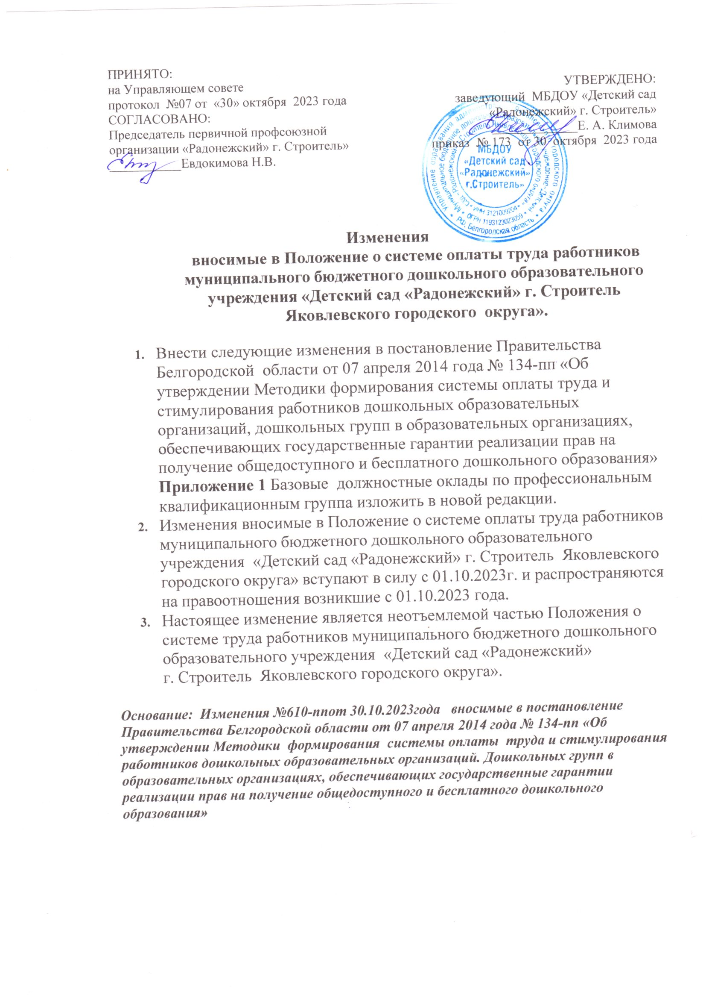 ПРИНЯТО:
на Управляющем совете
протокол №07 от «30» октября 2023 года
СОГЛАСОВАНО:
Председатель первичной профсоюзной
организации «Радонежский» г. Строитель»
___________Евдокимова Н.В.
УТВЕРЖДЕНО:
заведующий МБДОУ «Детский сад
«Радонежский» г. Строитель»
_____________Е. А. Климова
приказ № 173 от 30 октября 2023 года
МБДОУ
«Детский сад
«Радонежский»
г.Строитель»
ИНН 3121009204
ОГРН 1193123023059
РФ, Белгородская область
Изменения
вносимые в Положение о системе оплаты труда работников
муниципального бюджетного дошкольного образовательного
учреждения «Детский сад «Радонежский» г. Строитель
Яковлевского городского округа».
1. Внести следующие изменения в постановление Правительства
Белгородской области от 07 апреля 2014 года № 134-пп «Об
утверждении Методики формирования системы оплаты труда и
стимулирования работников дошкольных образовательных
организаций, дошкольных групп в образовательных организациях,
обеспечивающих государственные гарантии реализации прав на
получение общедоступного и бесплатного дошкольного образования»
Приложение 1 Базовые должностные оклады по профессиональным
квалификационным группа изложить в новой редакции.
2. Изменения вносимые в Положение о системе оплаты труда работников
муниципального бюджетного дошкольного образовательного
учреждения «Детский сад «Радонежский» г. Строитель Яковлевского
городского округа» вступают в силу с 01.10.2023г. и распространяются
на правоотношения возникшие с 01.10.2023 года.
3. Настоящее изменение является неотъемлемой частью Положения о
системе труда работников муниципального бюджетного дошкольного
образовательного учреждения «Детский сад «Радонежский»
г. Строитель Яковлевского городского округа».
Основание: Изменения №610-ппот 30.10.2023года вносимые в постановление
Правительства Белгородской области от 07 апреля 2014 года № 134-пп «Об
утверждении Методики формирования системы оплаты труда и стимулирования
работников дошкольных образовательных организаций. Дошкольных групп в
образовательных организациях, обеспечивающих государственные гарантии
реализации прав на получение общедоступного и бесплатного дошкольного
образования»